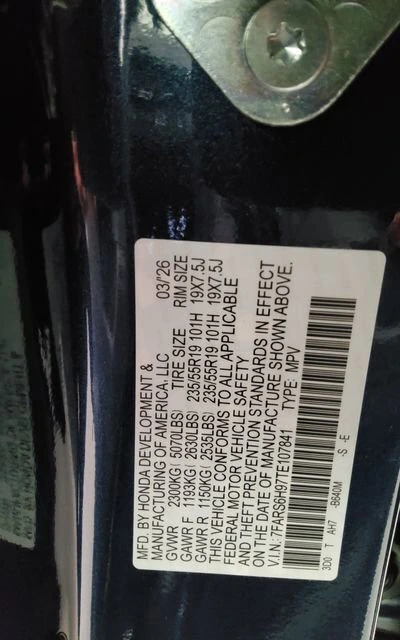 MFD. BY HONDA DEVELOPMENT &
MANUFACTURING OF AMERICA, LLC 03/'26
GVWR 2300KG( 5070LBS) TIRE SIZE RIM SIZE
GAWR F 1193KG( 2630LBS) 235/55R19 101H 19X7.5J
GAWR R 1150KG( 2535LBS) 235/55R19 101H 19X7.5J
THIS VEHICLE CONFORMS TO ALL APPLICABLE
FEDERAL MOTOR VEHICLE SAFETY
AND THEFT PREVENTION STANDARDS IN EFFECT
ON THE DATE OF MANUFACTURE SHOWN ABOVE.
V.I.N.: 7FARS6H97TE107841 TYPE: MPV
3D0 T AH7 -B640M -S -E